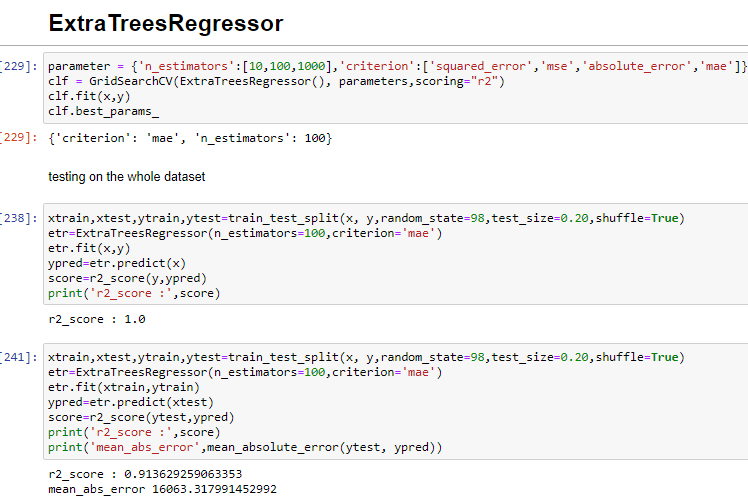 ExtraTreesRegressor
[229]: parameter = {'n_estimators':[10,100,1000],'criterion':['squared_error','mse','absolute_error','mae']}
clf = GridSearchCV(ExtraTreesRegressor(), parameters,scoring="r2")
clf.fit(x,y)
clf.best_params_
[229]: {'criterion': 'mae', 'n_estimators': 100}
testing on the whole dataset
[238]: xtrain,xtest,ytrain,ytest=train_test_split(x, y,random_state=98,test_size=0.20,shuffle=True)
etr=ExtraTreesRegressor(n_estimators=100,criterion='mae')
etr.fit(x,y)
ypred=etr.predict(x)
score=r2_score(y,ypred)
print('r2_score :',score)
r2_score : 1.0
[241]: xtrain,xtest,ytrain,ytest=train_test_split(x, y,random_state=98,test_size=0.20,shuffle=True)
etr=ExtraTreesRegressor(n_estimators=100,criterion='mae')
etr.fit(xtrain,ytrain)
ypred=etr.predict(xtest)
score=r2_score(ytest,ypred)
print('r2_score :',score)
print('mean_abs_error',mean_absolute_error(ytest, ypred))
r2_score : 0.913629259063353
mean_abs_error 16063.317991452992